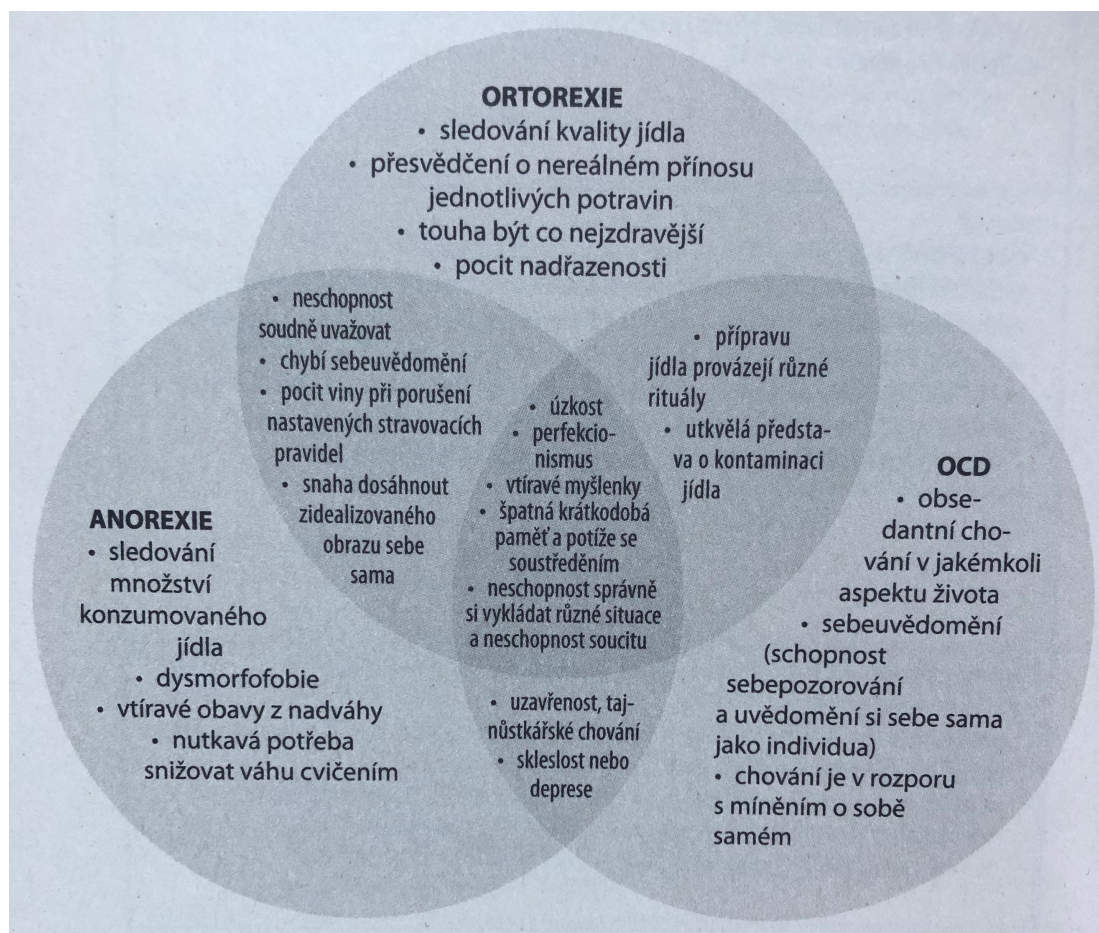 ORTOREXIE
• sledování kvality jídla
• přesvědčení o nereálném přínosu
jednotlivých potravin
• touha být co nejzdravější
• pocit nadřazenosti
• neschopnost
soudně uvažovat
• chybí sebeuvědomění
• pocit viny při porušení
nastavených stravovacích
pravidel
• snaha dosáhnout
zidealizovaného
obrazu sebe
sama
• úzkost
• perfekcio-
nismus
• vtíravé myšlenky
• špatná krátkodobá
paměť a potíže se
soustředěním
• neschopnost správně
si vykládat různé situace
a neschopnost soucitu
• přípravu
jídla provázejí různé
rituály
• utkvělá předsta-
va o kontaminaci
jídla
ANOREXIE
• sledování
množství
konzumovaného
jídla
• dysmorfofobie
• vtíravé obavy z nadváhy
• nutkavá potřeba
snižovat váhu cvičením
• uzavřenost, taj-
nůstkářské chování
• skleslost nebo
deprese
OCD
• obse-
dantní cho-
vání v jakémkoli
aspektu života
• sebeuvědomění
(schopnost
sebepozorování
a uvědomění si sebe sama
jako individua)
• chování je v rozporu
s míněním o sobě
samém